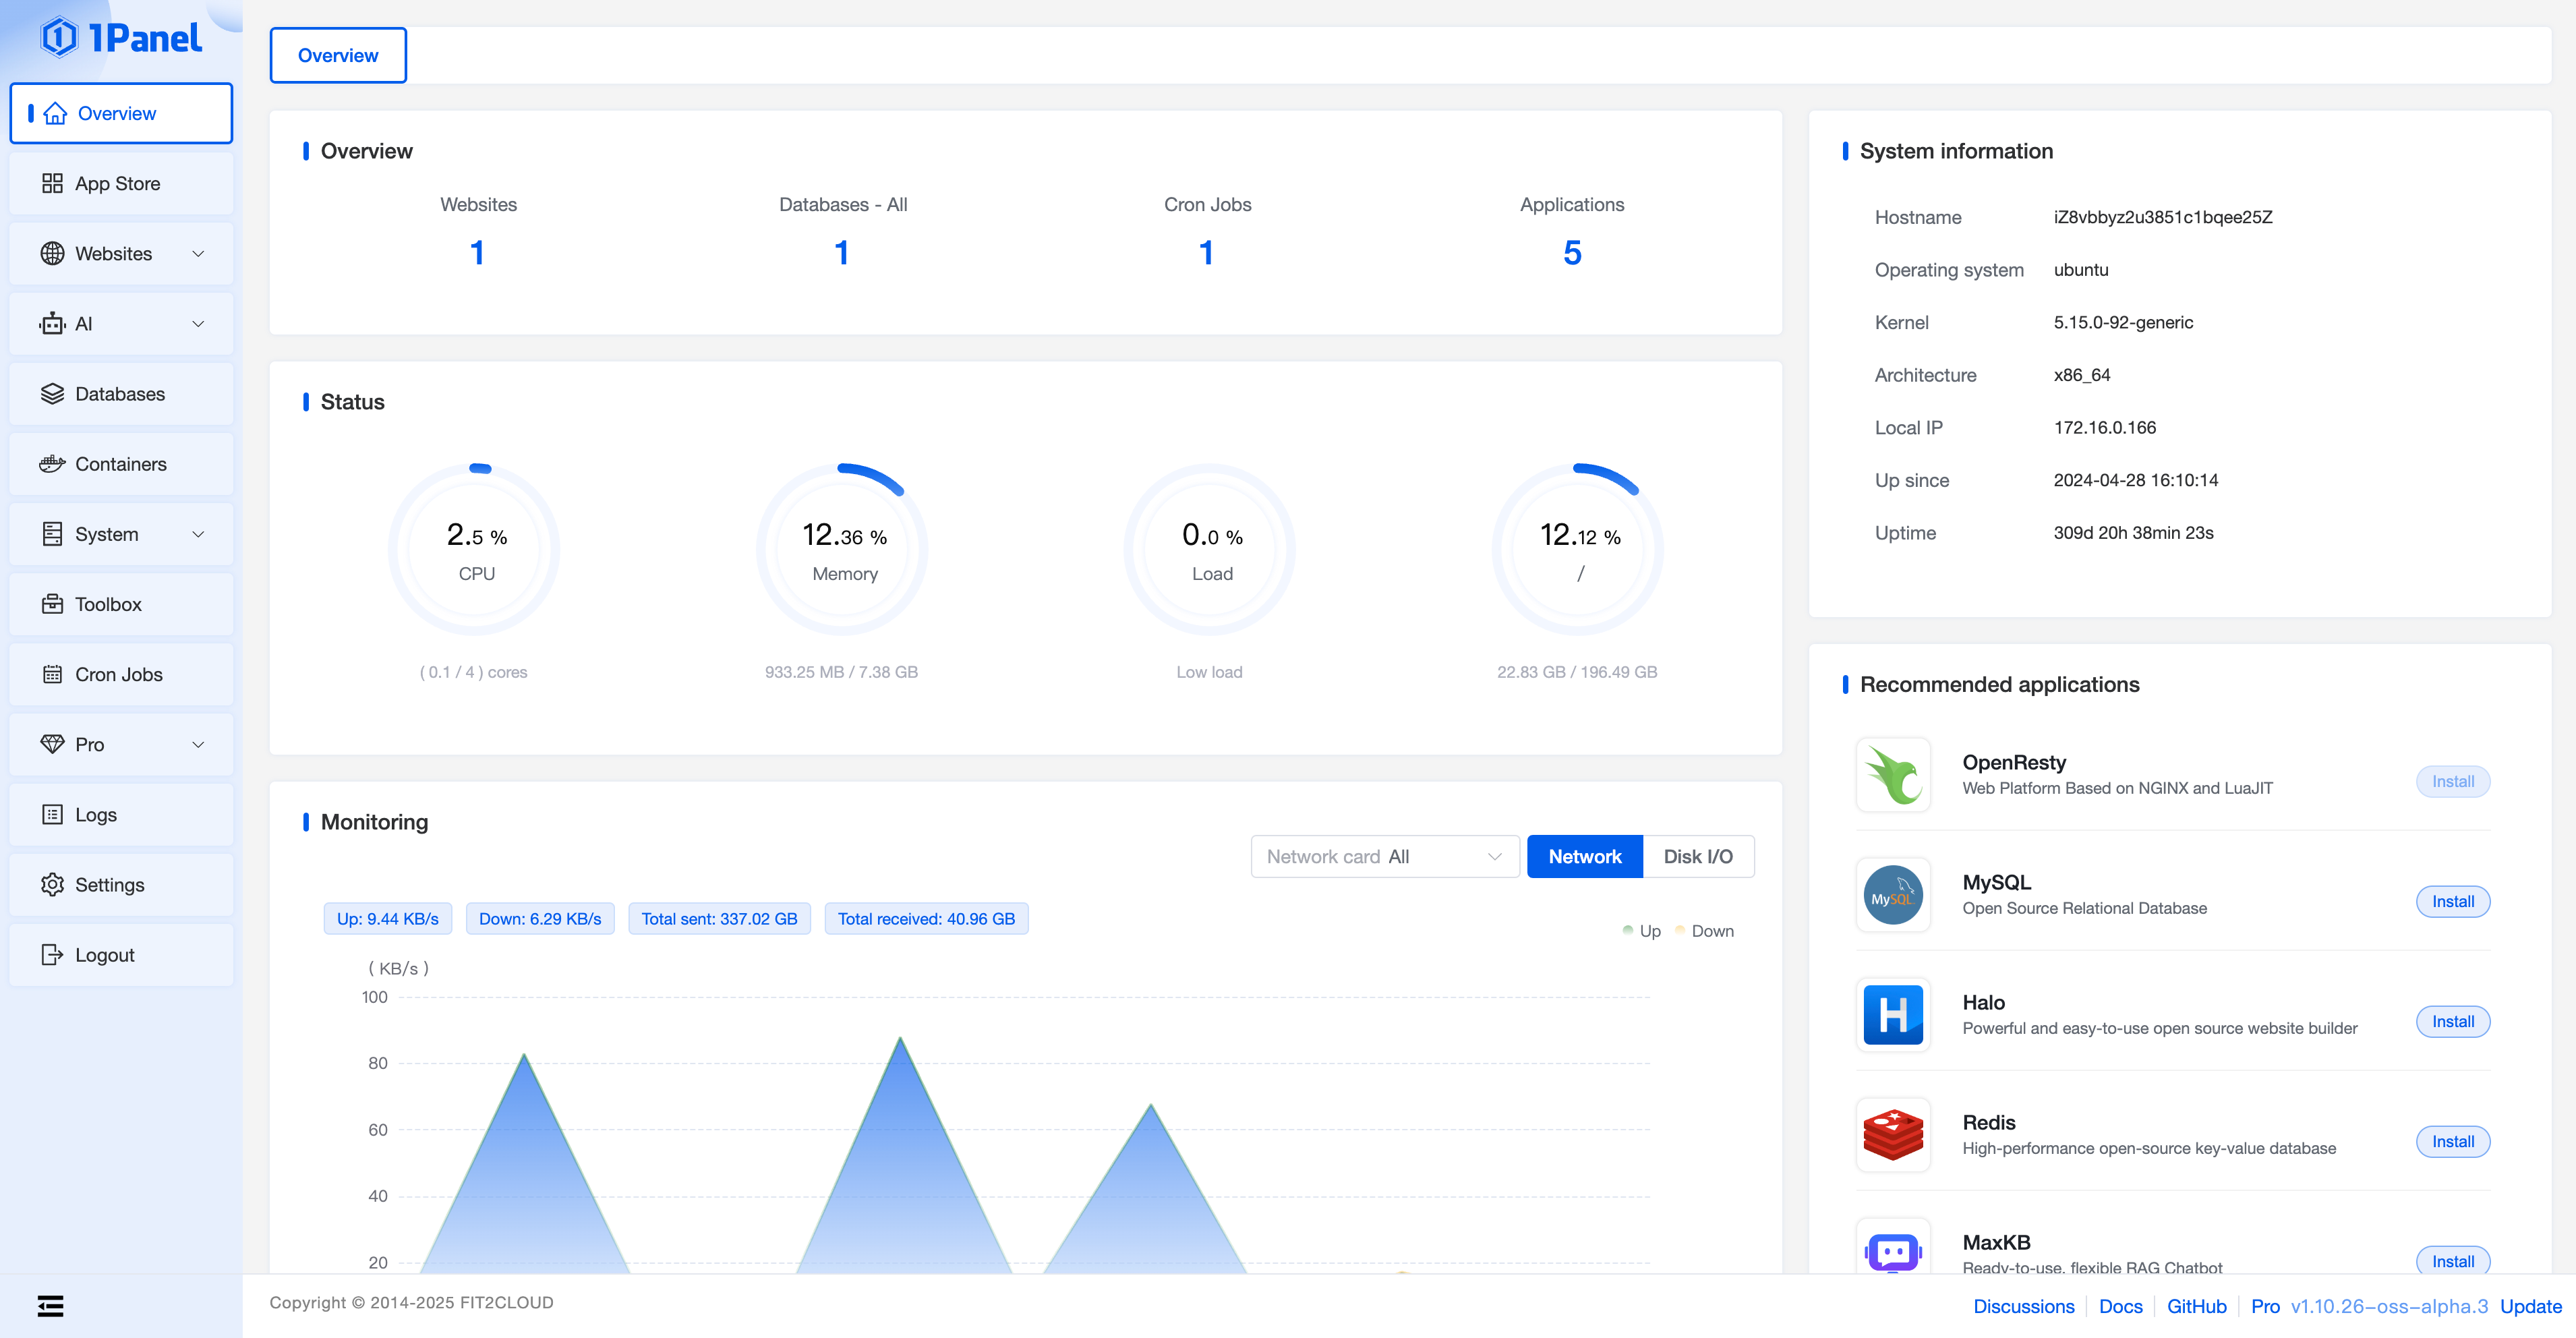 1Panel
Overview
App Store
Websites
AI
Databases
Containers
System
Toolbox
Cron Jobs
Pro
Logs
Settings
Logout
Overview
Overview
Websites
1
Databases - All
1
Cron Jobs
1
Applications
5
Status
2.5 %
CPU
( 0.1 / 4 ) cores
12.36 %
Memory
933.25 MB / 7.38 GB
0.0 %
Load
Low load
12.12 %
/
22.83 GB / 196.49 GB
Monitoring
Network card All
Network
Disk I/O
Up: 9.44 KB/s
Down: 6.29 KB/s
Total sent: 337.02 GB
Total received: 40.96 GB
Up
Down
( KB/s )
100
80
60
40
20
System information
Hostname iZ8vbbyz2u3851c1bqee25Z
Operating system ubuntu
Kernel 5.15.0-92-generic
Architecture x86_64
Local IP 172.16.0.166
Up since 2024-04-28 16:10:14
Uptime 309d 20h 38min 23s
Recommended applications
OpenResty
Web Platform Based on NGINX and LuaJIT
Install
MySQL
MySQL
Open Source Relational Database
Install
H
Halo
Powerful and easy-to-use open source website builder
Install
Redis
High-performance open-source key-value database
Install
MaxKB
Ready-to-use, flexible RAG Chatbot
Install
Copyright © 2014-2025 FIT2CLOUD
Discussions
Docs
GitHub
Pro v1.10.26-oss-alpha.3 Update